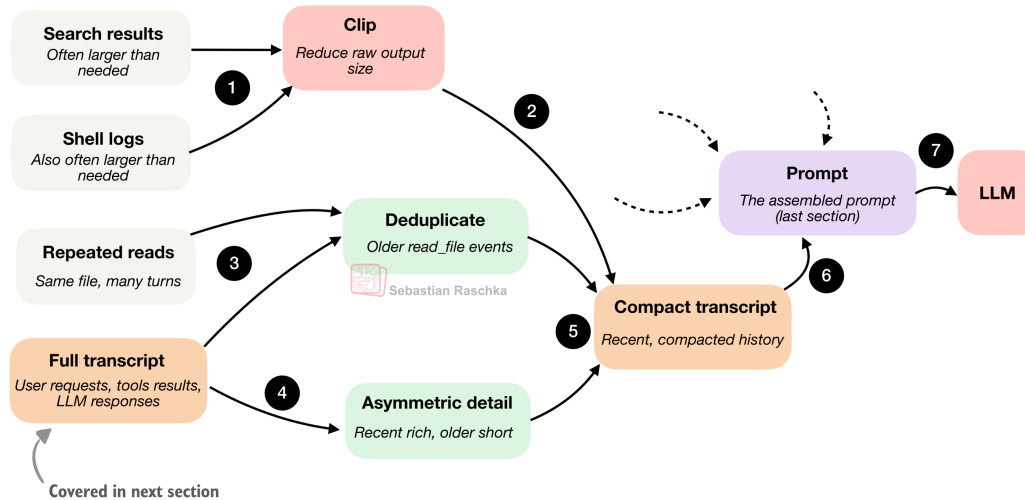 Search results
Often larger than
needed
Clip
Reduce raw output
size
1
2
Shell logs
Also often larger than
needed
7
Prompt
The assembled prompt
(last section)
LLM
Repeated reads
Same file, many turns
3
Deduplicate
Older read_file events
Sebastian Raschka
6
Compact transcript
Recent, compacted history
5
Full transcript
User requests, tools results,
LLM responses
4
Asymmetric detail
Recent rich, older short
Covered in next section